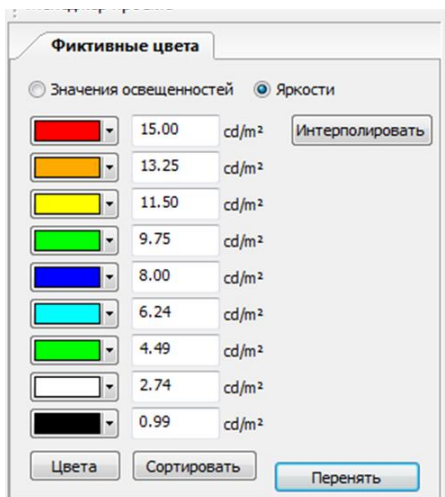 Фиктивные цвета
Значения освещенностей Яркости
15.00 cd/m² Интерполировать
13.25 cd/m²
11.50 cd/m²
9.75 cd/m²
8.00 cd/m²
6.24 cd/m²
4.49 cd/m²
2.74 cd/m²
0.99 cd/m²
Цвета Сортировать Перенять